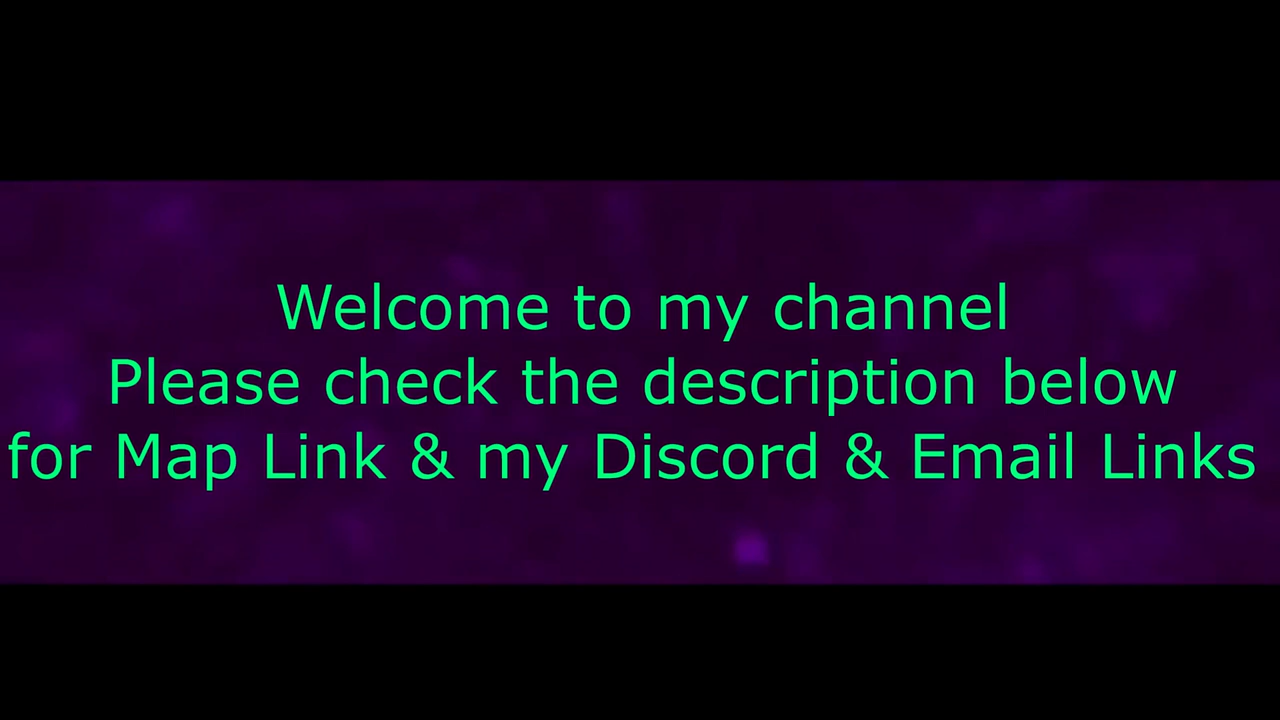 Welcome to my channel
Please check the description below
for Map Link & my Discord & Email Links